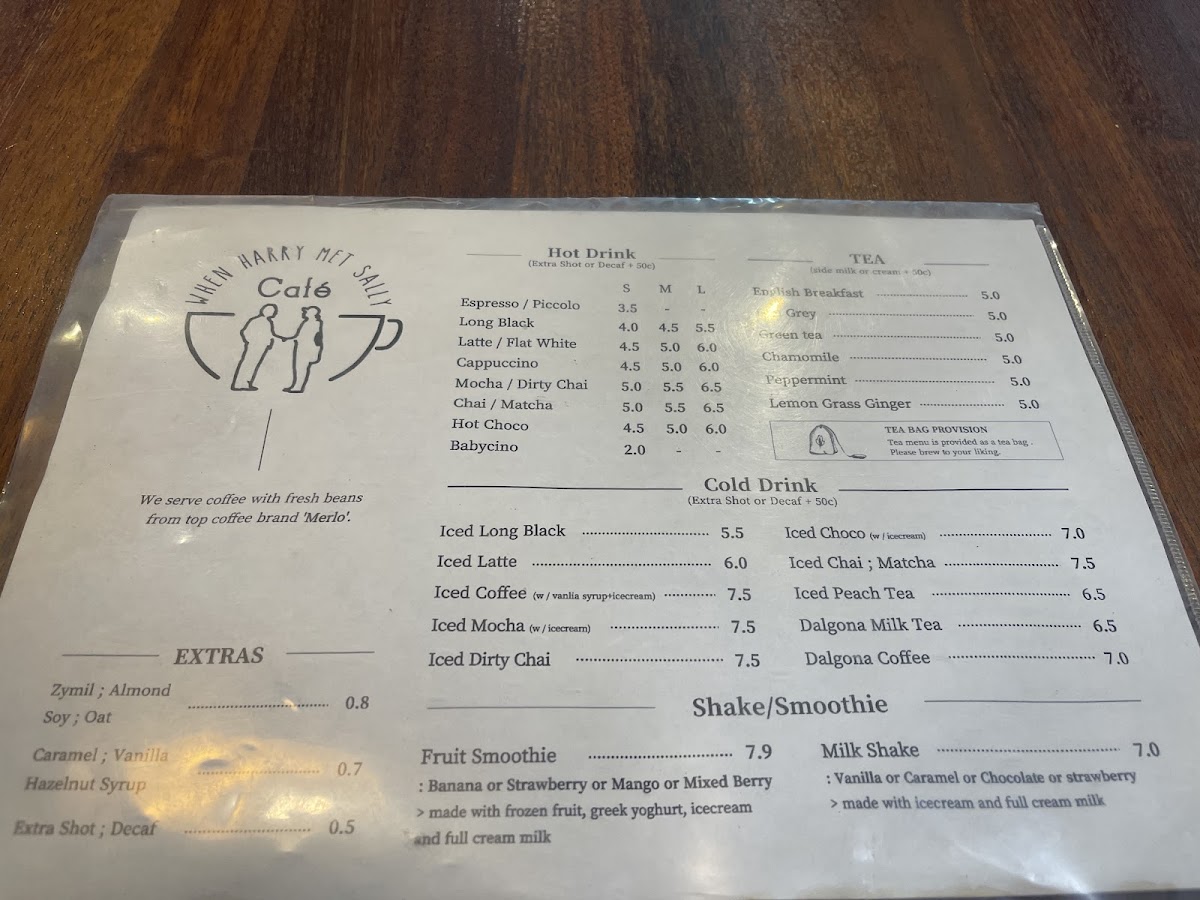 WHEN HARRY MET SALLY
Café
We serve coffee with fresh beans
from top coffee brand 'Merlo'.
EXTRAS
Zymil ; Almond
Soy ; Oat 0.8
Caramel ; Vanilla
Hazelnut Syrup 0.7
Extra Shot ; Decaf 0.5
Hot Drink
(Extra Shot or Decaf + 50c)
S M L
Espresso / Piccolo 3.5 - -
Long Black 4.0 4.5 5.5
Latte / Flat White 4.5 5.0 6.0
Cappuccino 4.5 5.0 6.0
Mocha / Dirty Chai 5.0 5.5 6.5
Chai / Matcha 5.0 5.5 6.5
Hot Choco 4.5 5.0 6.0
Babycino 2.0 - -
TEA
(side milk or cream + 50c)
English Breakfast 5.0
Grey 5.0
Green tea 5.0
Chamomile 5.0
Peppermint 5.0
Lemon Grass Ginger 5.0
TEA BAG PROVISION
Tea menu is provided as a tea bag .
Please brew to your liking.
Cold Drink
(Extra Shot or Decaf + 50c)
Iced Long Black 5.5
Iced Latte 6.0
Iced Coffee (w / vanlia syrup+icecream) 7.5
Iced Mocha (w / icecream) 7.5
Iced Dirty Chai 7.5
Iced Choco (w / icecream) 7.0
Iced Chai ; Matcha 7.5
Iced Peach Tea 6.5
Dalgona Milk Tea 6.5
Dalgona Coffee 7.0
Shake/Smoothie
Fruit Smoothie 7.9
: Banana or Strawberry or Mango or Mixed Berry
> made with frozen fruit, greek yoghurt, icecream
and full cream milk
Milk Shake 7.0
: Vanilla or Caramel or Chocolate or strawberry
> made with icecream and full cream milk